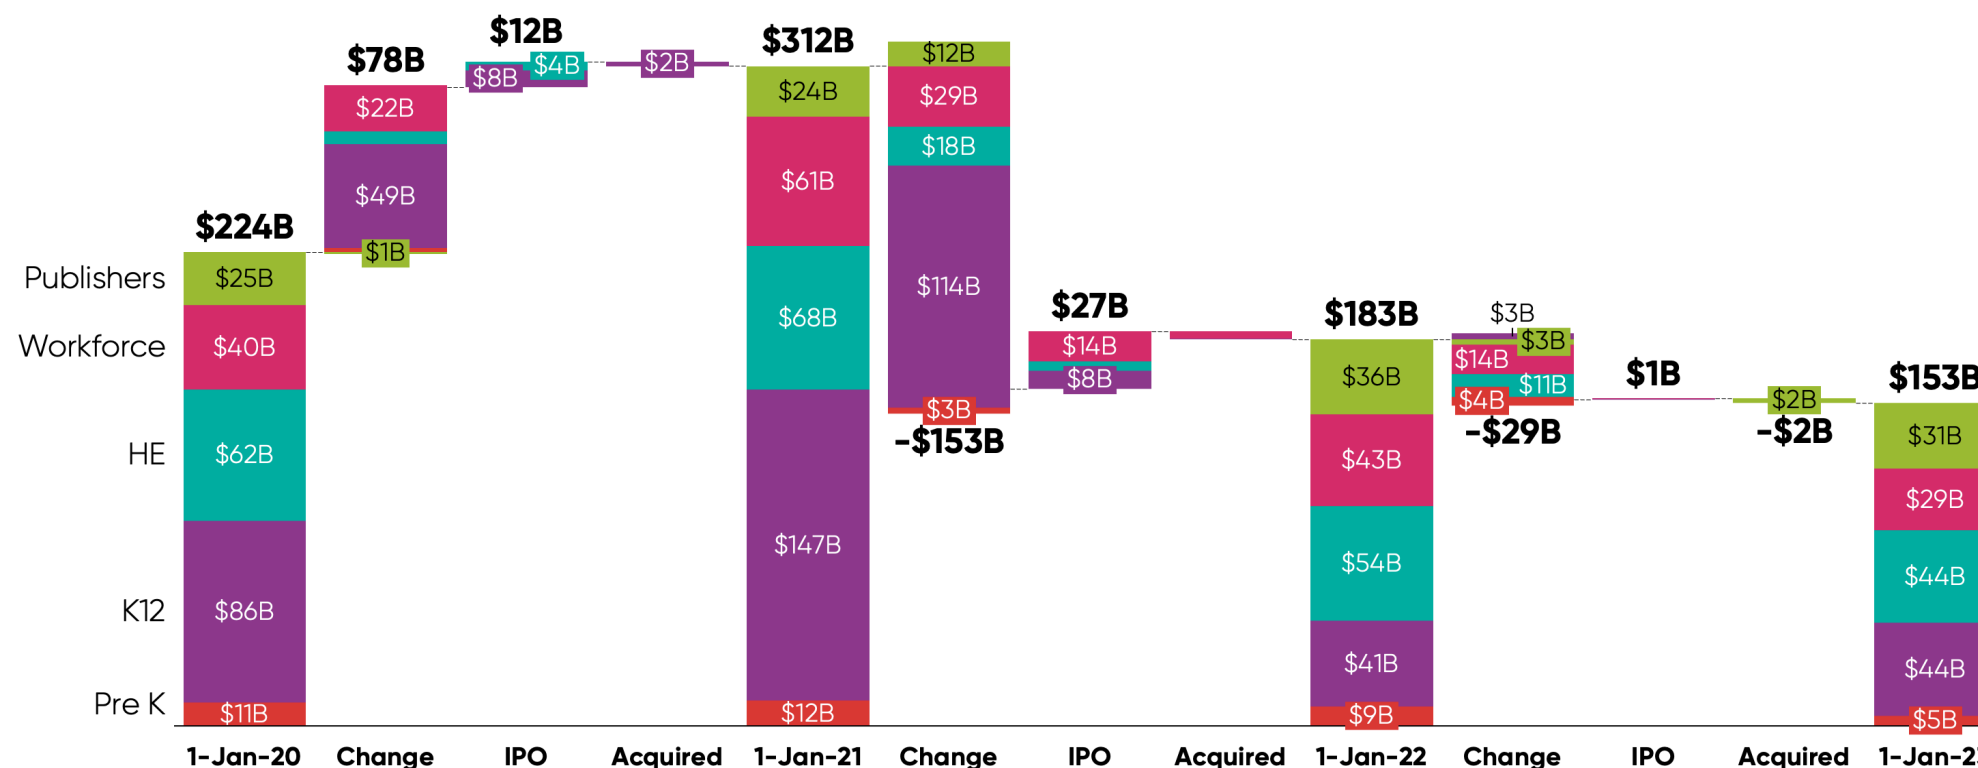 $224B
$25B
$40B
$62B
$86B
$11B
Publishers
Workforce
HE
K12
Pre K
$78B
$22B
$49B
$1B
$12B
$4B
$8B
$2B
$312B
$24B
$61B
$68B
$147B
$12B
$12B
$29B
$18B
$114B
$3B
-$153B
$27B
$14B
$8B
$183B
$36B
$43B
$54B
$41B
$9B
$3B
$3B
$14B
$11B
$4B
-$29B
$1B
$2B
-$2B
$153B
$31B
$29B
$44B
$44B
$5B
1-Jan-20 Change IPO Acquired 1-Jan-21 Change IPO Acquired 1-Jan-22 Change IPO Acquired